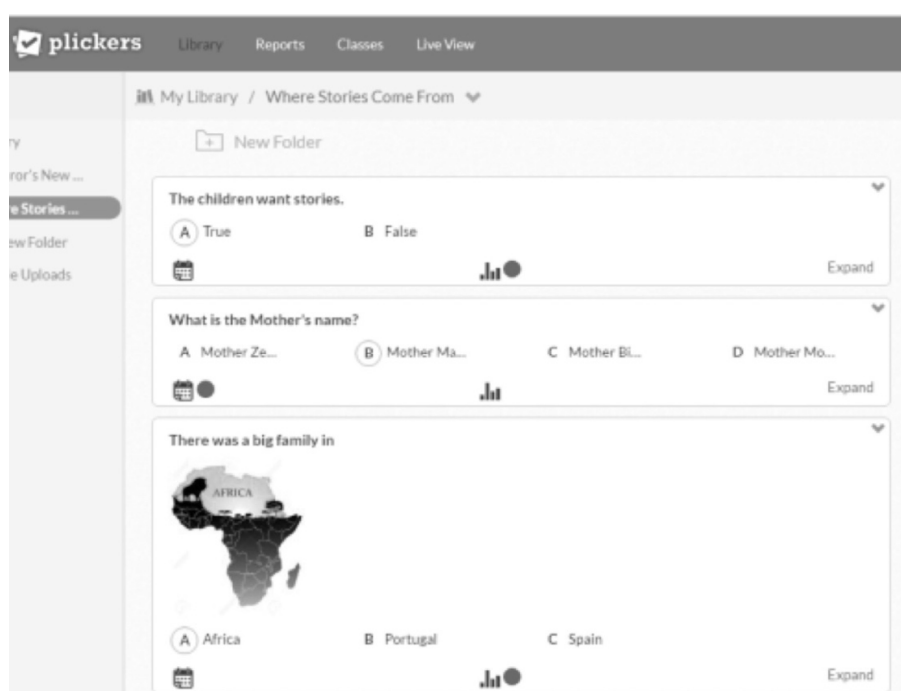 plickers Library Reports Classes Live View
My Library / Where Stories Come From
ry
New Folder
ror's New ...
re Stories ...
ew Folder
e Uploads
The children want stories.
A True B False
Expand
What is the Mother's name?
A Mother Ze... B Mother Ma... C Mother Bi... D Mother Mo...
Expand
There was a big family in
AFRICA
A Africa B Portugal C Spain
Expand